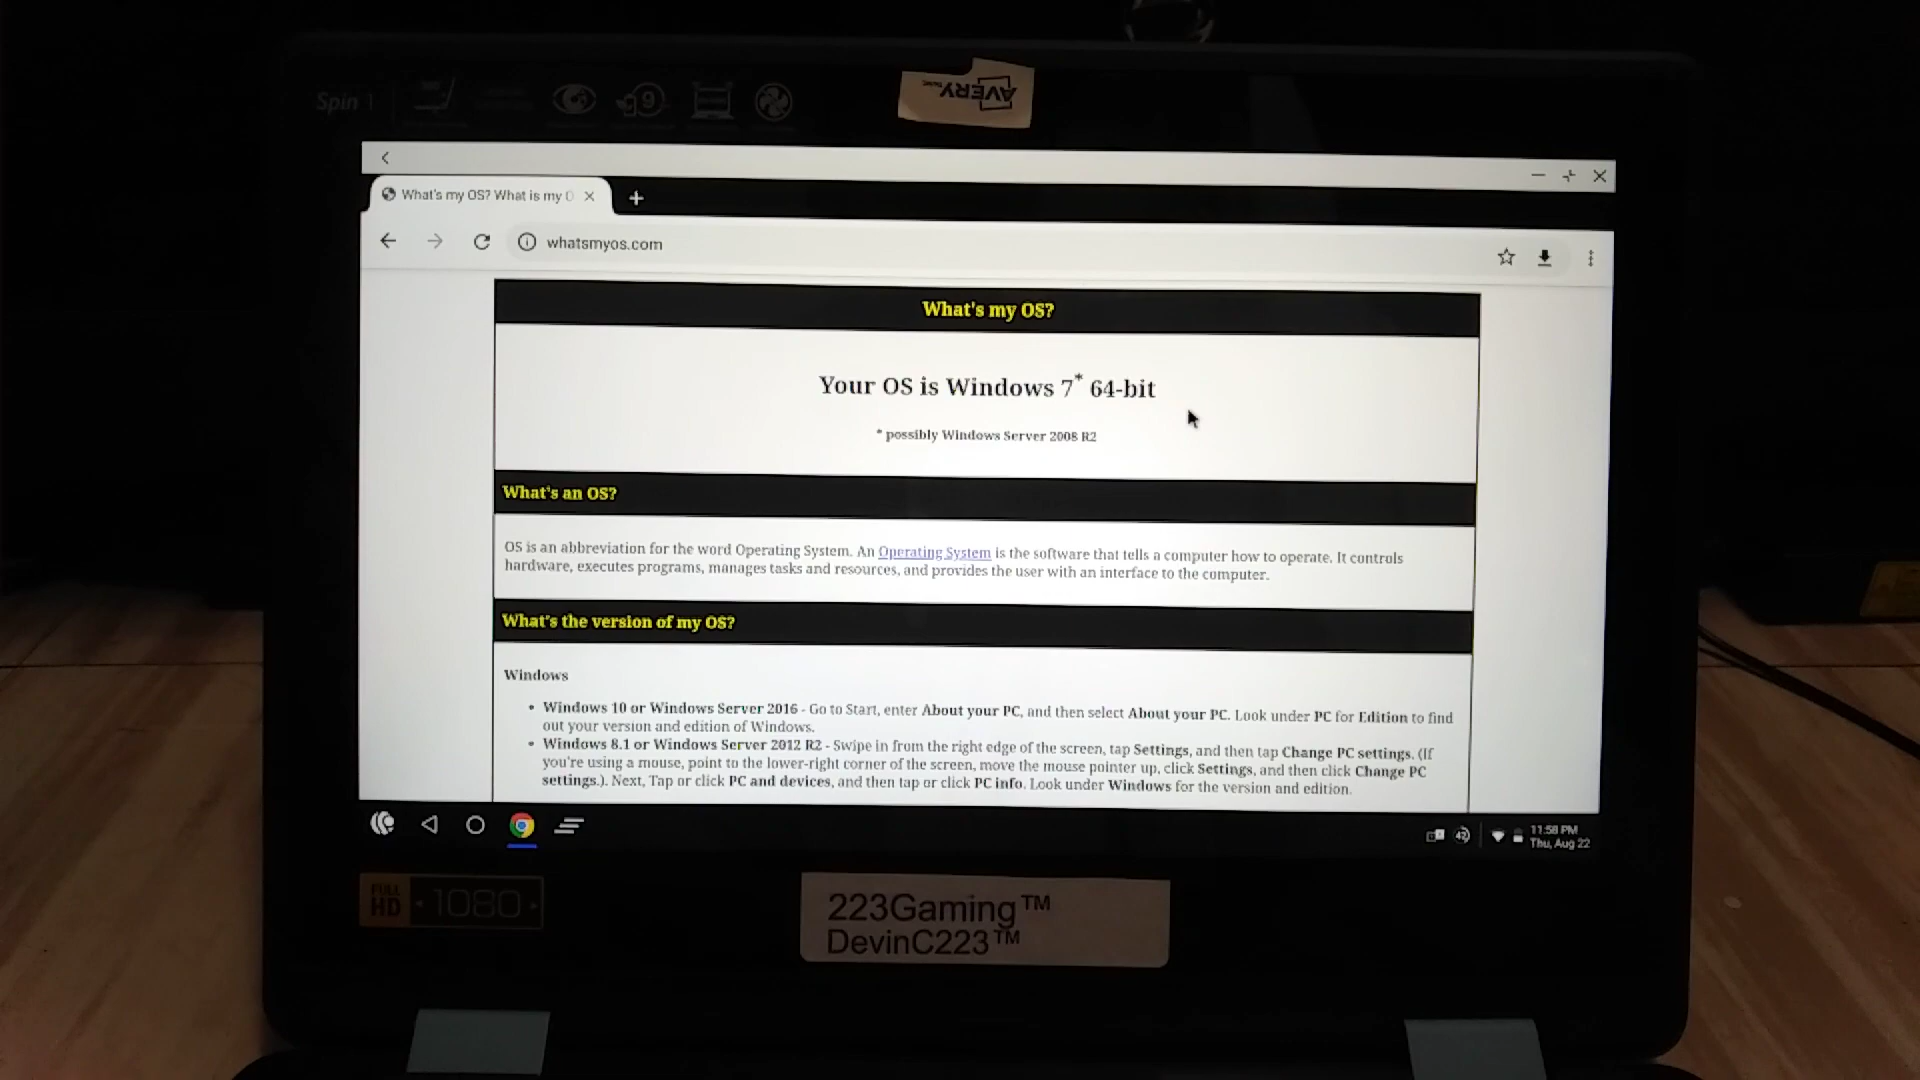 Spin 1
AVERY
What's my OS? What is my O
whatsmyos.com
What's my OS?
Your OS is Windows 7* 64-bit
* possibly Windows Server 2008 R2
What's an OS?
OS is an abbreviation for the word Operating System. An Operating System is the software that tells a computer how to operate. It controls
hardware, executes programs, manages tasks and resources, and provides the user with an interface to the computer.
What's the version of my OS?
Windows
• Windows 10 or Windows Server 2016 - Go to Start, enter About your PC, and then select About your PC. Look under PC for Edition to find
out your version and edition of Windows.
• Windows 8.1 or Windows Server 2012 R2 - Swipe in from the right edge of the screen, tap Settings, and then tap Change PC settings. (If
you're using a mouse, point to the lower-right corner of the screen, move the mouse pointer up, click Settings, and then click Change PC
settings.). Next, Tap or click PC and devices, and then tap or click PC info. Look under Windows for the version and edition.
42
11:58 PM
Thu, Aug 22
FULL
HD
1080
223Gaming™
DevinC223™